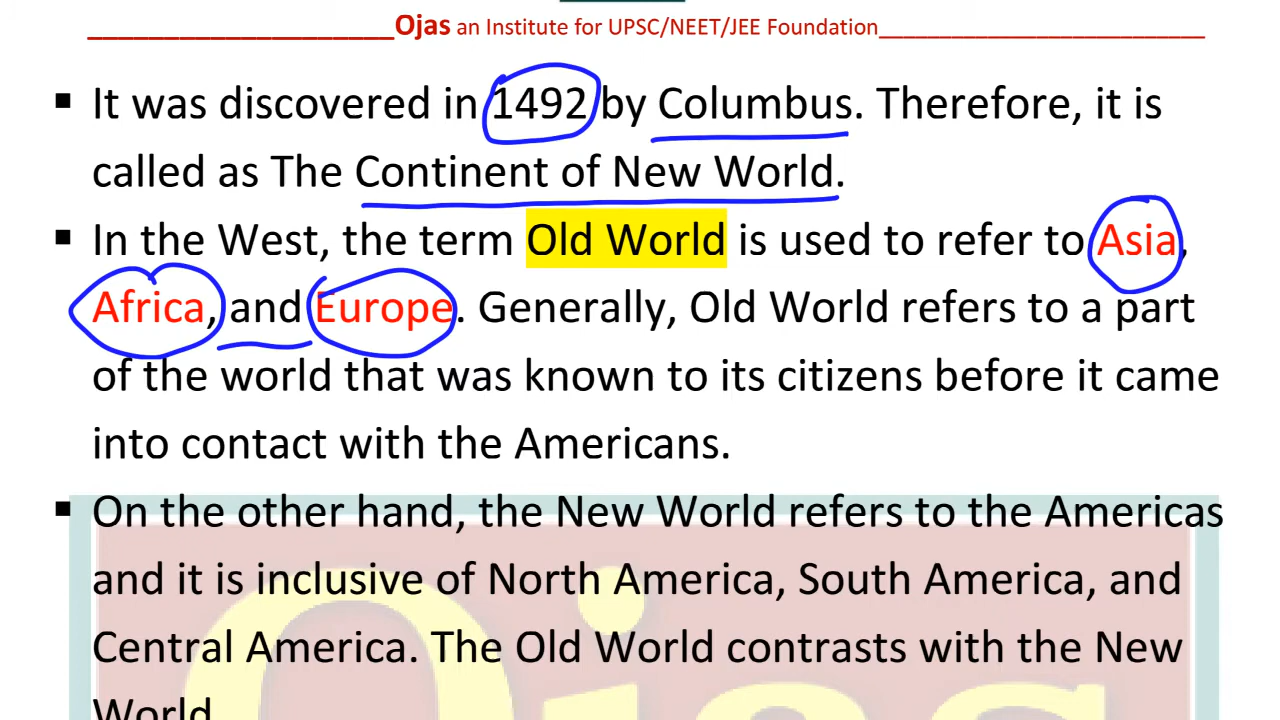 Ojas an Institute for UPSC/NEET/JEE Foundation
▪ It was discovered in 1492 by Columbus. Therefore, it is
called as The Continent of New World.
▪ In the West, the term Old World is used to refer to Asia,
Africa, and Europe. Generally, Old World refers to a part
of the world that was known to its citizens before it came
into contact with the Americans.
▪ On the other hand, the New World refers to the Americas
and it is inclusive of North America, South America, and
Central America. The Old World contrasts with the New
World.
Ojas